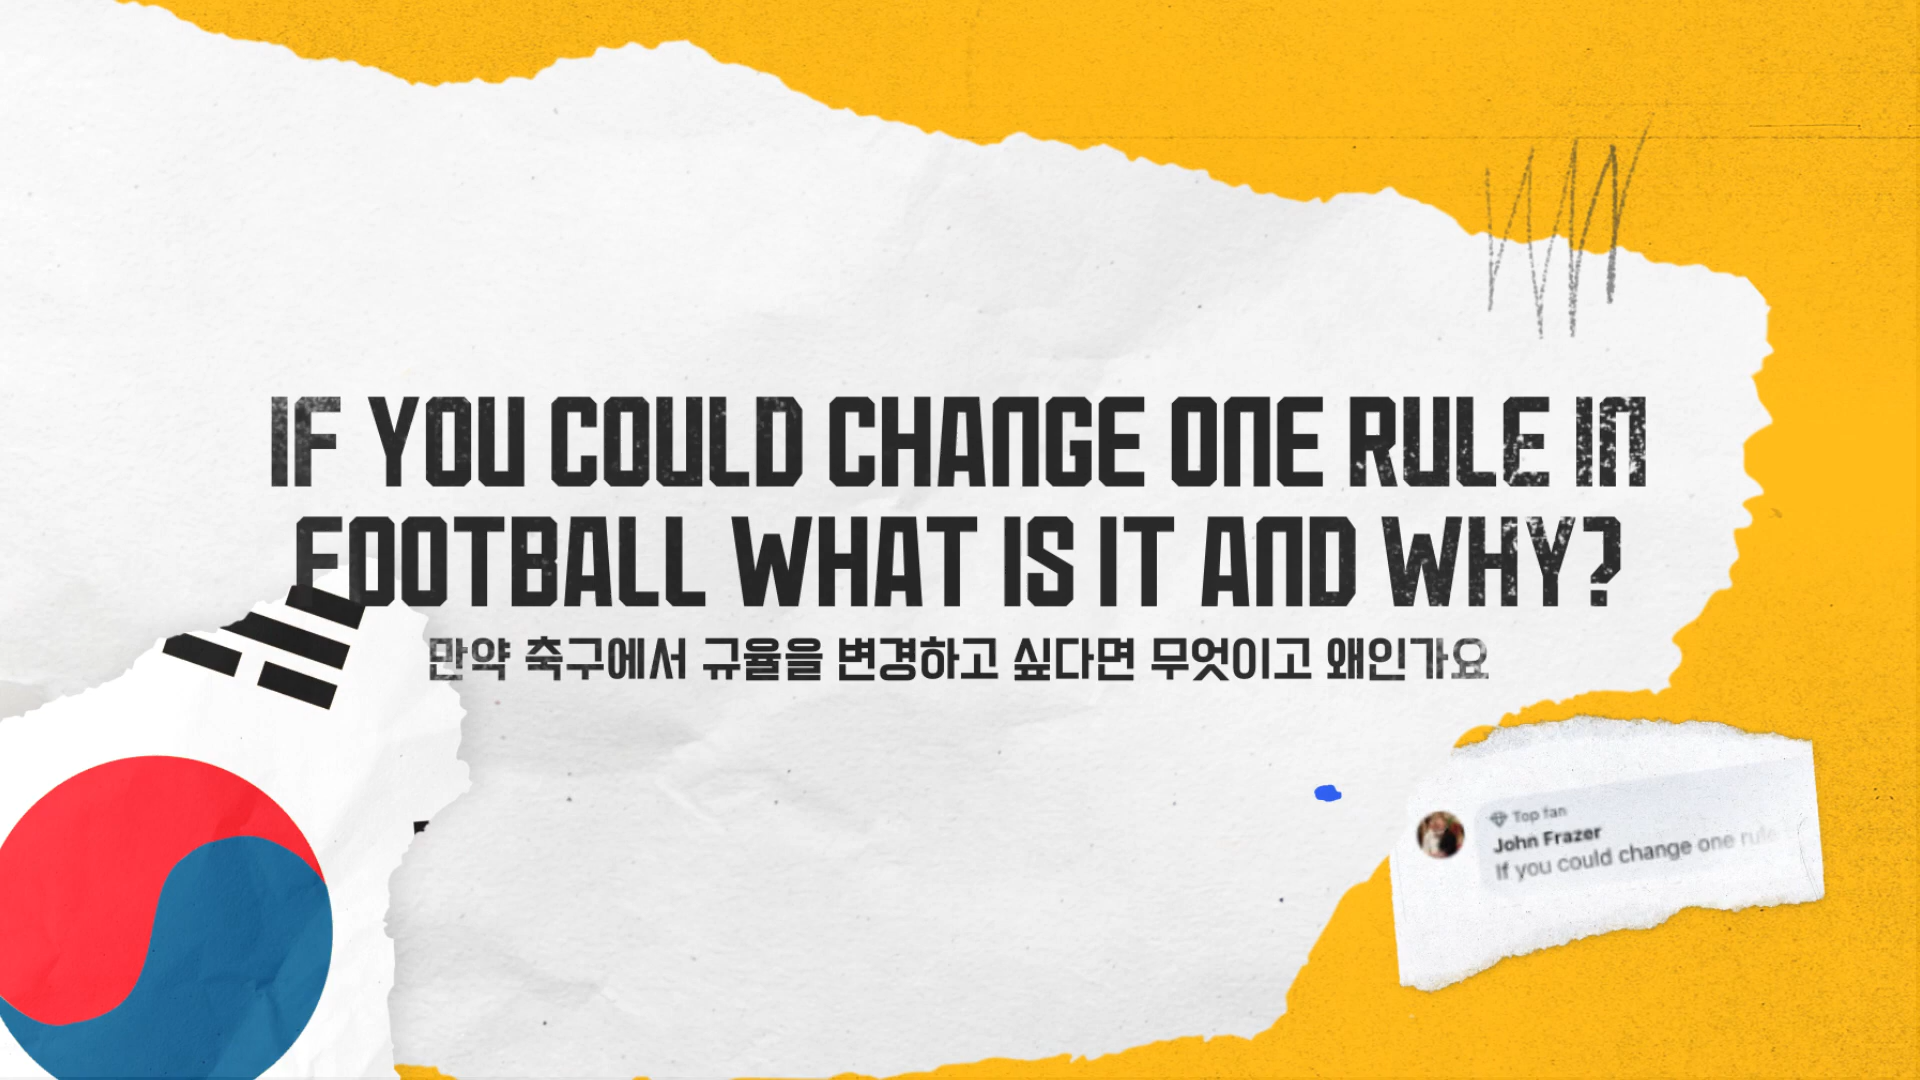 IF YOU COULD CHANGE ONE RULE IN
FOOTBALL WHAT IS IT AND WHY?
만약 축구에서 규율을 변경하고 싶다면 무엇이고 왜인가요
Top fan
John Frazer
If you could change one rule